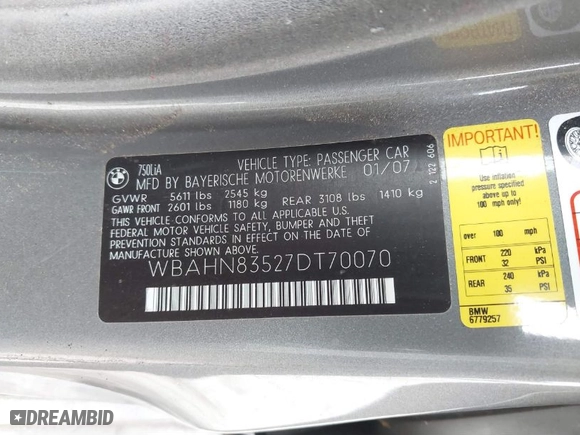 BMW
750LiA
VEHICLE TYPE: PASSENGER CAR
MFD BY BAYERISCHE MOTORENWERKE 01/07
GVWR 5611 lbs 2545 kg
GAWR FRONT 2601 lbs 1180 kg REAR 3108 lbs 1410 kg
THIS VEHICLE CONFORMS TO ALL APPLICABLE
FEDERAL MOTOR VEHICLE SAFETY, BUMPER,
AND THEFT PREVENTION STANDARDS IN EFFECT
ON THE DATE OF MANUFACTURE SHOWN ABOVE.
WBAHN83527DT70070
2 122 606
IMPORTANT!
Use inflation
pressure specified
above up to
100 mph only!
over 100 mph
FRONT 220 kPa
32 PSI
REAR 240 kPa
35 PSI
BMW
6779257
DREAMBID